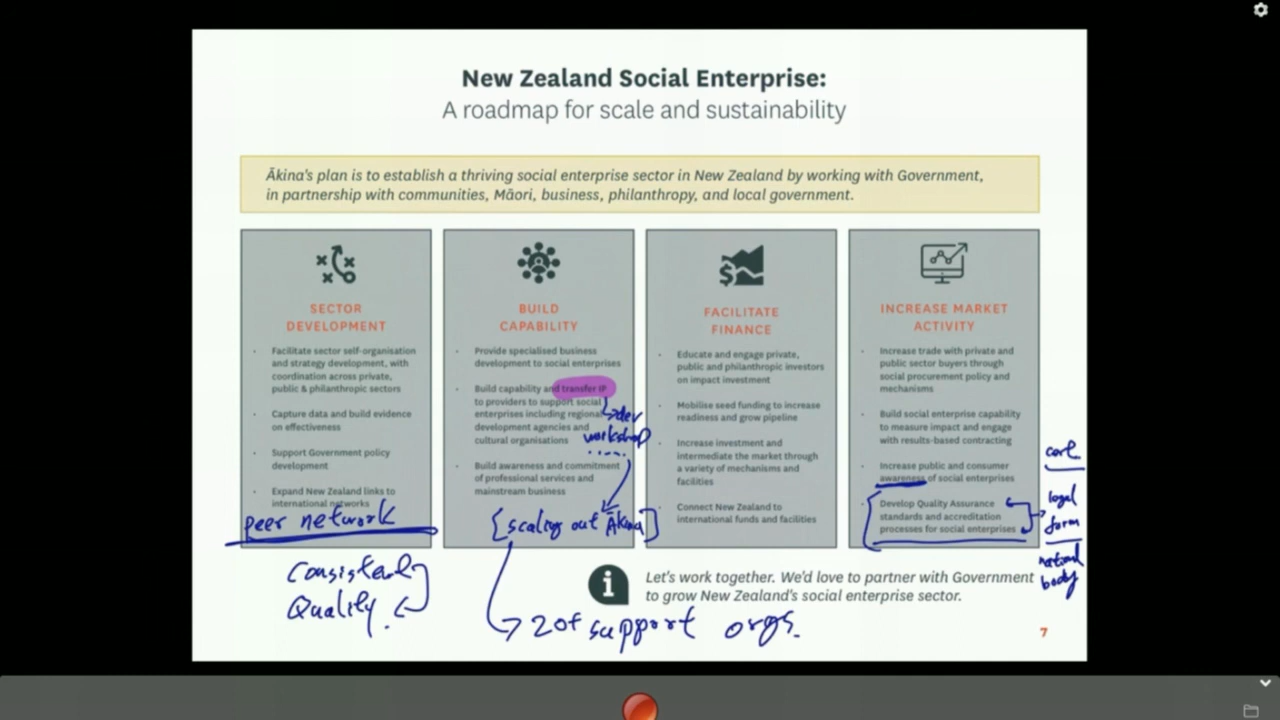 New Zealand Social Enterprise:
A roadmap for scale and sustainability
Ākina's plan is to establish a thriving social enterprise sector in New Zealand by working with Government,
in partnership with communities, Māori, business, philanthropy, and local government.
SECTOR
DEVELOPMENT
Facilitate sector self-organisation
and strategy development, with
coordination across private,
public & philanthropic sectors
Capture data and build evidence
on effectiveness
Support Government policy
development
Expand New Zealand links to
international networks
peer network
Consistently
Quality.
BUILD
CAPABILITY
Provide specialised business
development to social enterprises
Build capability and transfer IP
to providers to support social
enterprises including regional
development agencies and
cultural organisations
dev
workshop
....
Build awareness and commitment
of professional services and
mainstream business
[scaling out Ākina]
20+ support orgs.
FACILITATE
FINANCE
Educate and engage private,
public and philanthropic investors
on impact investment
Mobilise seed funding to increase
readiness and grow pipeline
Increase investment and
intermediate the market through
a variety of mechanisms and
facilities
Connect New Zealand to
international funds and facilities
INCREASE MARKET
ACTIVITY
Increase trade with private and
public sector buyers through
social procurement policy and
mechanisms
Build social enterprise capability
to measure impact and engage
with results-based contracting
Increase public and consumer
awareness of social enterprises
Develop Quality Assurance
standards and accreditation
processes for social enterprises
legal
form
national
body
Let's work together. We'd love to partner with Government
to grow New Zealand's social enterprise sector.
7